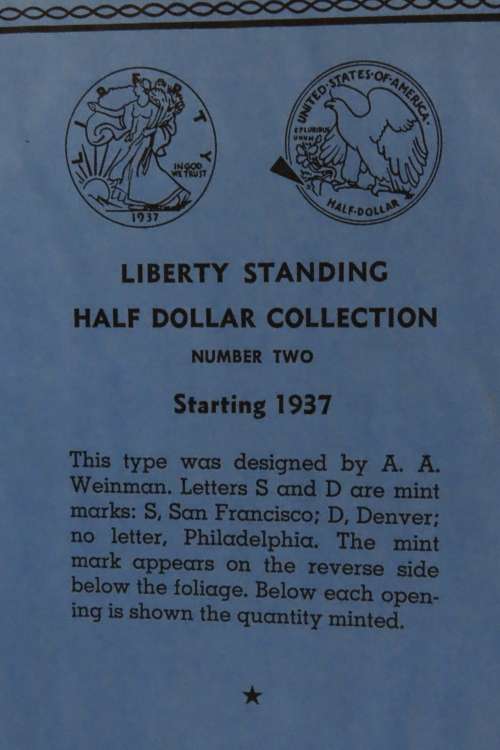 LIBERTY
IN GOD
WE TRUST
1937
UNITED·STATES·OF·AMERICA·
E PLURIBUS
UNUM
HALF-DOLLAR
LIBERTY STANDING
HALF DOLLAR COLLECTION
NUMBER TWO
Starting 1937
This type was designed by A. A.
Weinman. Letters S and D are mint
marks: S, San Francisco; D, Denver;
no letter, Philadelphia. The mint
mark appears on the reverse side
below the foliage. Below each open-
ing is shown the quantity minted.